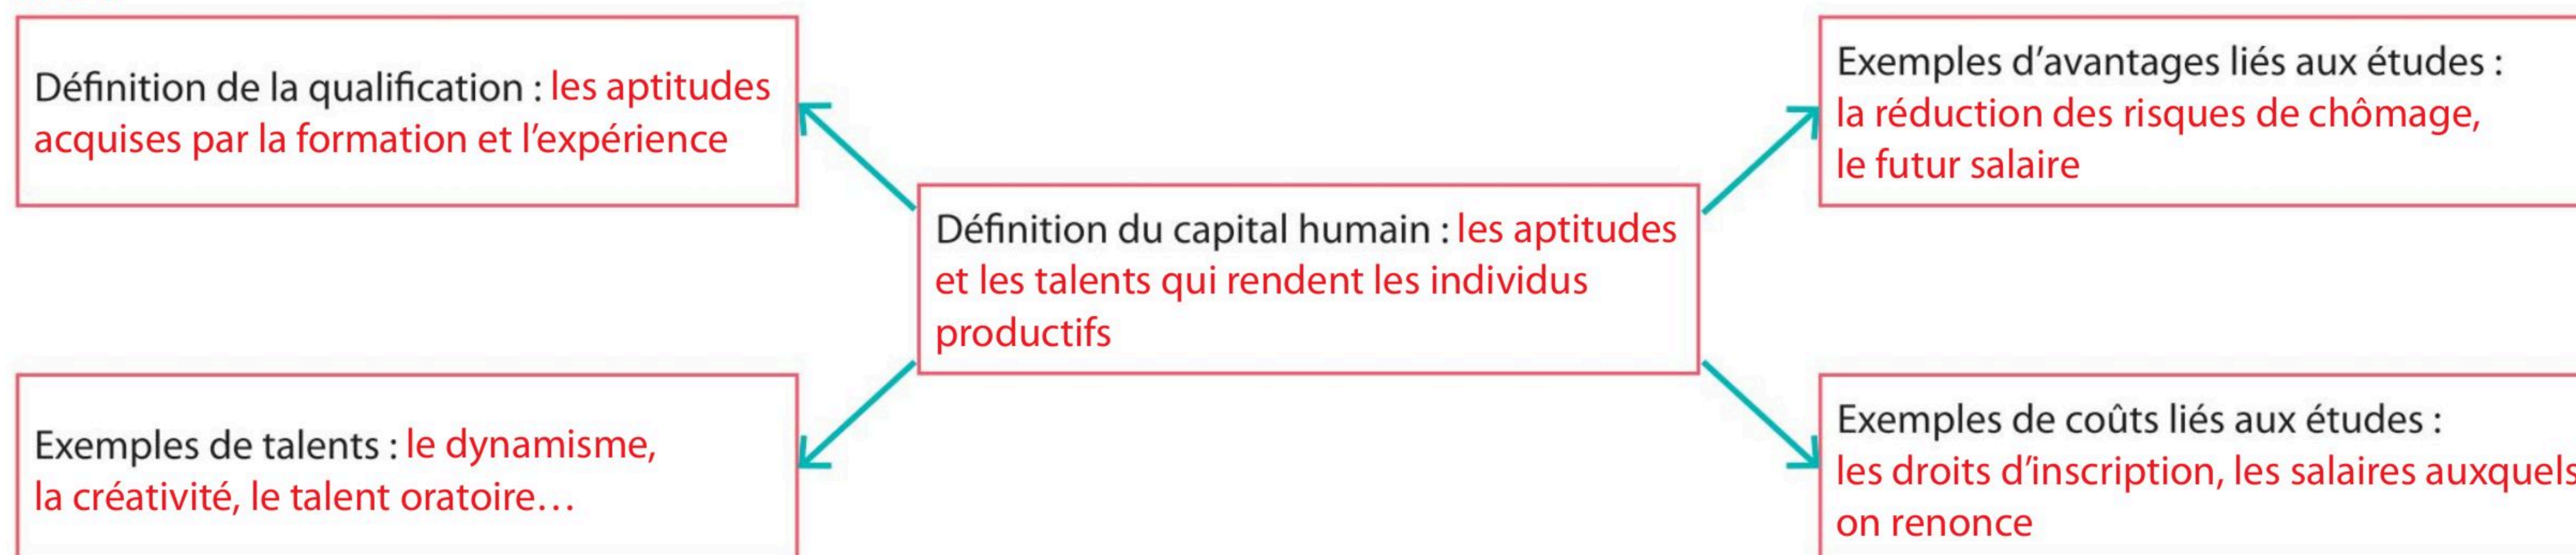 Définition de la qualification : les aptitudes
acquises par la formation et l’expérience
Exemples d’avantages liés aux études :
la réduction des risques de chômage,
le futur salaire
Définition du capital humain : les aptitudes
et les talents qui rendent les individus
productifs
Exemples de talents : le dynamisme,
la créativité, le talent oratoire…
Exemples de coûts liés aux études :
les droits d’inscription, les salaires auxquels
on renonce